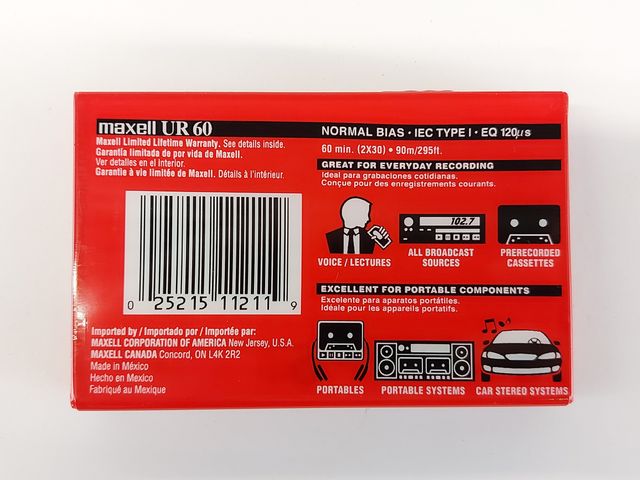 maxell UR 60
Maxell Limited Lifetime Warranty. See details inside.
Garantía limitada de por vida de Maxell.
Ver detalles en el Interior.
Garantie à vie limitée de Maxell. Détails à l'intérieur.
0 25215 11211 9
Imported by / Importado por / Importée par:
MAXELL CORPORATION OF AMERICA New Jersey, U.S.A.
MAXELL CANADA Concord, ON L4K 2R2
Made in México
Hecho en Mexico
Fabriqué au Mexique
NORMAL BIAS · IEC TYPE I · EQ 120µs
60 min. (2X30) • 90m/295ft.
GREAT FOR EVERYDAY RECORDING
Ideal para grabaciones cotidianas.
Conçue pour des enregistrements courants.
102.7
VOICE / LECTURES
ALL BROADCAST
SOURCES
PRERECORDED
CASSETTES
EXCELLENT FOR PORTABLE COMPONENTS
Excelente para aparatos portátiles.
Idéale pour les appareils portatifs.
PORTABLES
PORTABLE SYSTEMS
CAR STEREO SYSTEMS